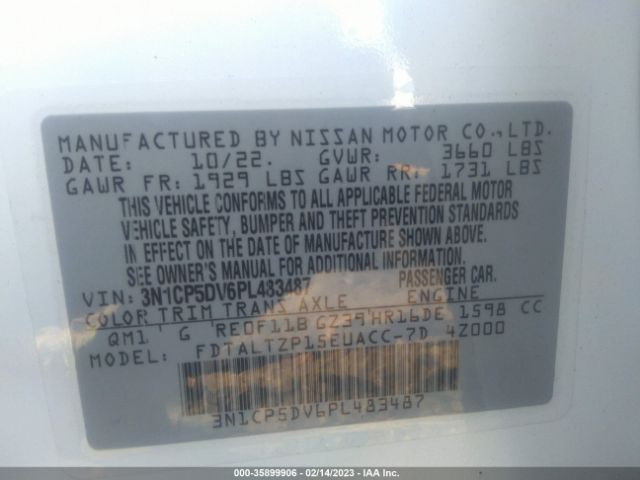 MANUFACTURED BY NISSAN MOTOR CO., LTD.
DATE: 10/22. GVWR: 3660 LBS
GAWR FR: 1929 LBS GAWR RR: 1731 LBS
THIS VEHICLE CONFORMS TO ALL APPLICABLE FEDERAL MOTOR
VEHICLE SAFETY, BUMPER AND THEFT PREVENTION STANDARDS
IN EFFECT ON THE DATE OF MANUFACTURE SHOWN ABOVE.
SEE OWNER'S MANUAL FOR ADDITIONAL INFORMATION.
VIN: 3N1CP5DV6PL483487 PASSENGER CAR.
COLOR TRIM TRANS AXLE ENGINE
QM1 G RE0F11B GZ39 HR16DE 1598 CC
MODEL: FDTALTZP15EUACC-7D 4Z000
3N1CP5DV6PL483487
000-35899906 - 02/14/2023 - IAA Inc.